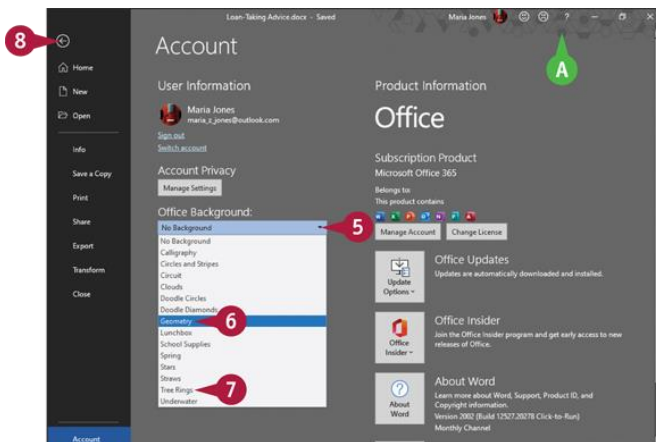 Loan-Taking Advice.docx - Saved
Maria Jones
?
8
A
Home
New
Open
Info
Save a Copy
Print
Share
Export
Transform
Close
Account
Account
User Information
Maria Jones
maria_z_jones@outlook.com
Sign out
Switch account
Account Privacy
Manage Settings
Office Background:
No Background
5
No Background
Calligraphy
Circles and Stripes
Circuit
Clouds
Doodle Circles
Doodle Diamonds
Geometry
6
Lunchbox
School Supplies
Spring
Stars
Straws
Tree Rings
7
Underwater
Product Information
Office
Subscription Product
Microsoft Office 365
Belongs to:
This product contains
Manage Account
Change License
Update
Options
Office Updates
Updates are automatically downloaded and installed.
Office
Insider
Office Insider
Join the Office Insider program and get early access to new
releases of Office.
About
Word
About Word
Learn more about Word, Support, Product ID, and
Copyright information.
Version 2002 (Build 12527.20278 Click-to-Run)
Monthly Channel